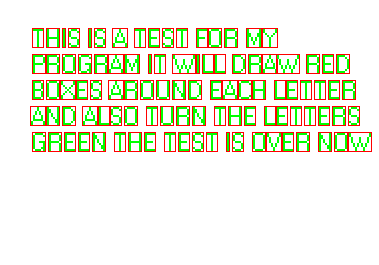 THIS IS A TEST FOR MY
PROGRAM IT WILL DRAW RED
BOXES AROUND EACH LETTER
AND ALSO TURN THE LETTERS
GREEN THE TEST IS OVER NOW